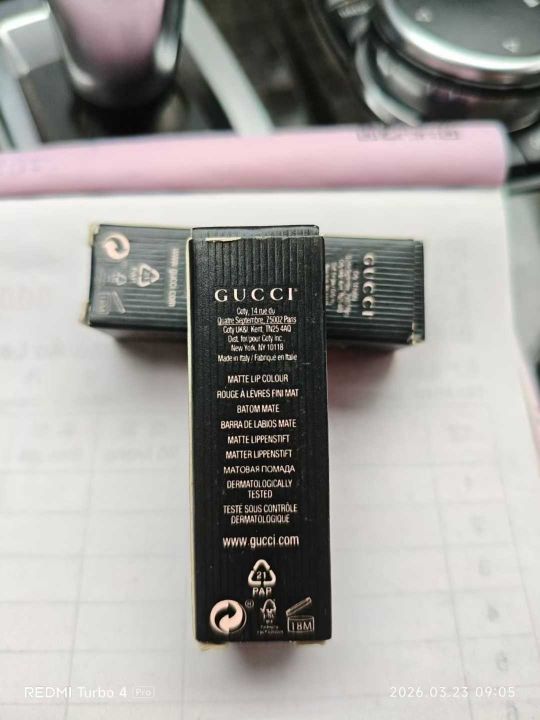 GUCCI
Coty, 14 rue du
Quatre Septembre, 75002 Paris
Coty UK&I Kent, TN25 4AQ
Dist. for/pour Coty Inc.
New York, NY 10118
Made in Italy / Fabriqué en Italie
MATTE LIP COLOUR
ROUGE À LÈVRES FINI MAT
BATOM MATE
BARRA DE LABIOS MATE
MATTE LIPPENSTIFT
MATTER LIPPENSTIFT
МАТОВАЯ ПОМАДА
DERMATOLOGICALLY
TESTED
TESTÉ SOUS CONTRÔLE
DERMATOLOGIQUE
www.gucci.com
21
PAP
18M
www.gucci.com
GUCCI
REDMI Turbo 4 Pro
2026.03.23 09:05